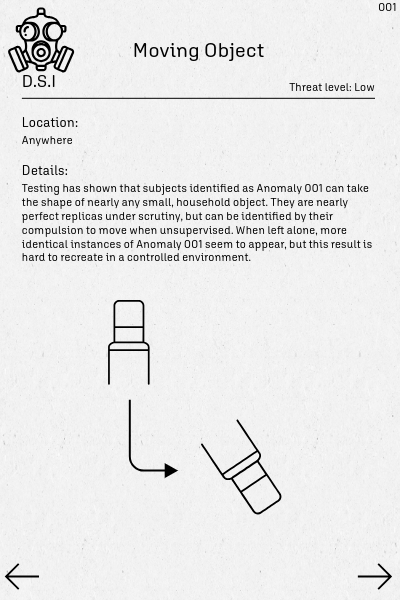 001
Moving Object
D.S.I
Threat level: Low
Location:
Anywhere
Details:
Testing has shown that subjects identified as Anomaly 001 can take
the shape of nearly any small, household object. They are nearly
perfect replicas under scrutiny, but can be identified by their
compulsion to move when unsupervised. When left alone, more
identical instances of Anomaly 001 seem to appear, but this result is
hard to recreate in a controlled environment.